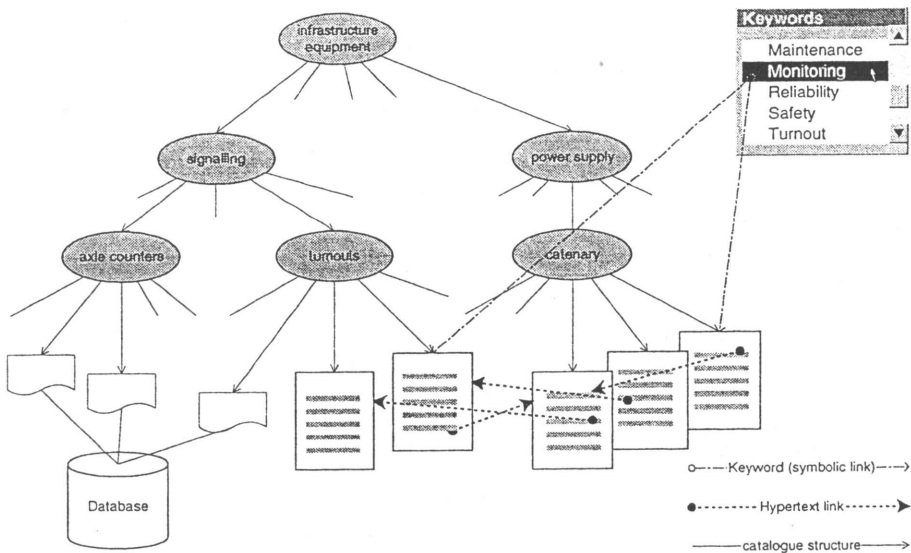 infrastructure
equipment
Keywords
Maintenance
Monitoring
Reliability
Safety
Turnout
signalling
power supply
axle counters
turnouts
catenary
Database
Keyword (symbolic link)
Hypertext link
catalogue structure